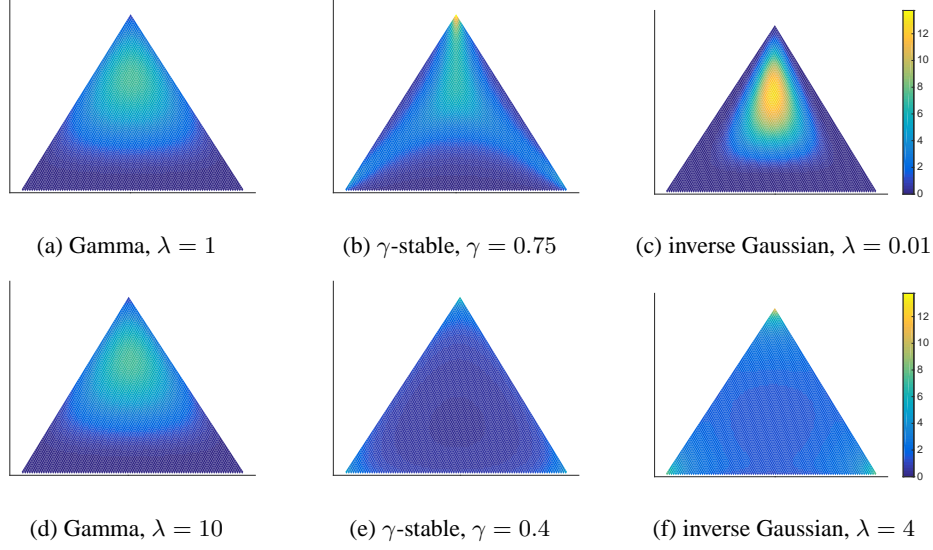 12
10
8
6
4
2
0
(a) Gamma, λ = 1
(b) γ-stable, γ = 0.75
(c) inverse Gaussian, λ = 0.01
12
10
8
6
4
2
0
(d) Gamma, λ = 10
(e) γ-stable, γ = 0.4
(f) inverse Gaussian, λ = 4